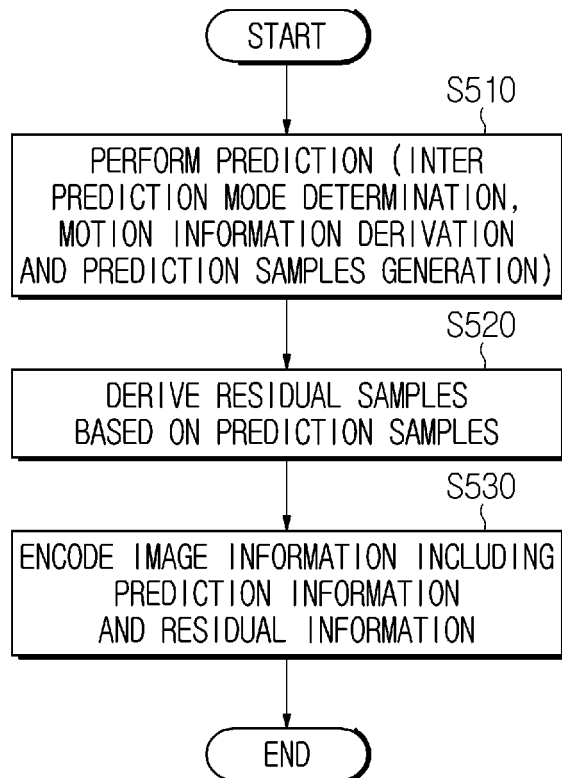 START
S510
PERFORM PREDICTION (INTER
PREDICTION MODE DETERMINATION,
MOTION INFORMATION DERIVATION
AND PREDICTION SAMPLES GENERATION)
S520
DERIVE RESIDUAL SAMPLES
BASED ON PREDICTION SAMPLES
S530
ENCODE IMAGE INFORMATION INCLUDING
PREDICTION INFORMATION
AND RESIDUAL INFORMATION
END